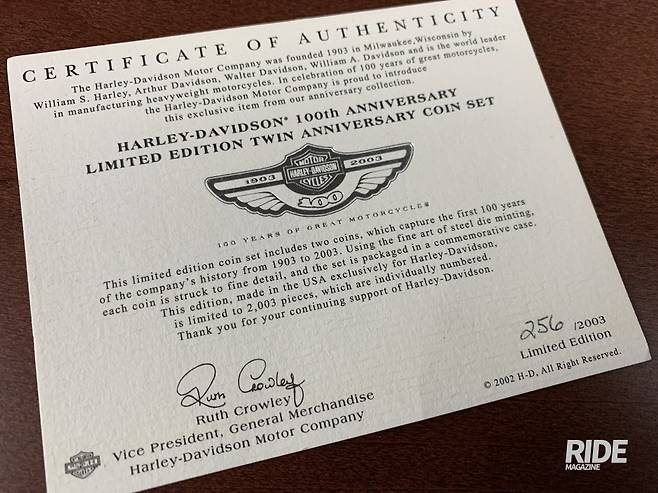 CERTIFICATE OF AUTHENTICITY
The Harley-Davidson Motor Company was founded 1903 in Milwaukee,Wisconsin by
William S. Harley, Arthur Davidson, Walter Davidson, William A. Davidson and is the world leader
in manufacturing heavyweight motorcycles. In celebration of 100 years of great motorcycles,
the Harley-Davidson Motor Company is proud to introduce
this exclusive item from our anniversary collection.
HARLEY-DAVIDSON® 100th ANNIVERSARY
LIMITED EDITION TWIN ANNIVERSARY COIN SET
MOTOR
1903 HARLEY-DAVIDSON 2003
CYCLES
100
100 YEARS OF GREAT MOTORCYCLES
This limited edition coin set includes two coins, which capture the first 100 years
of the company's history from 1903 to 2003. Using the fine art of steel die minting,
each coin is struck to fine detail, and the set is packaged in a commemorative case.
This edition, made in the USA exclusively for Harley-Davidson,
is limited to 2,003 pieces, which are individually numbered.
Thank you for your continuing support of Harley-Davidson.
256 /2003
Limited Edition
© 2002 H-D, All Right Reserved.
Ruth Crowley
Ruth Crowley
Vice President, General Merchandise
Harley-Davidson Motor Company
RIDE
MAGAZINE